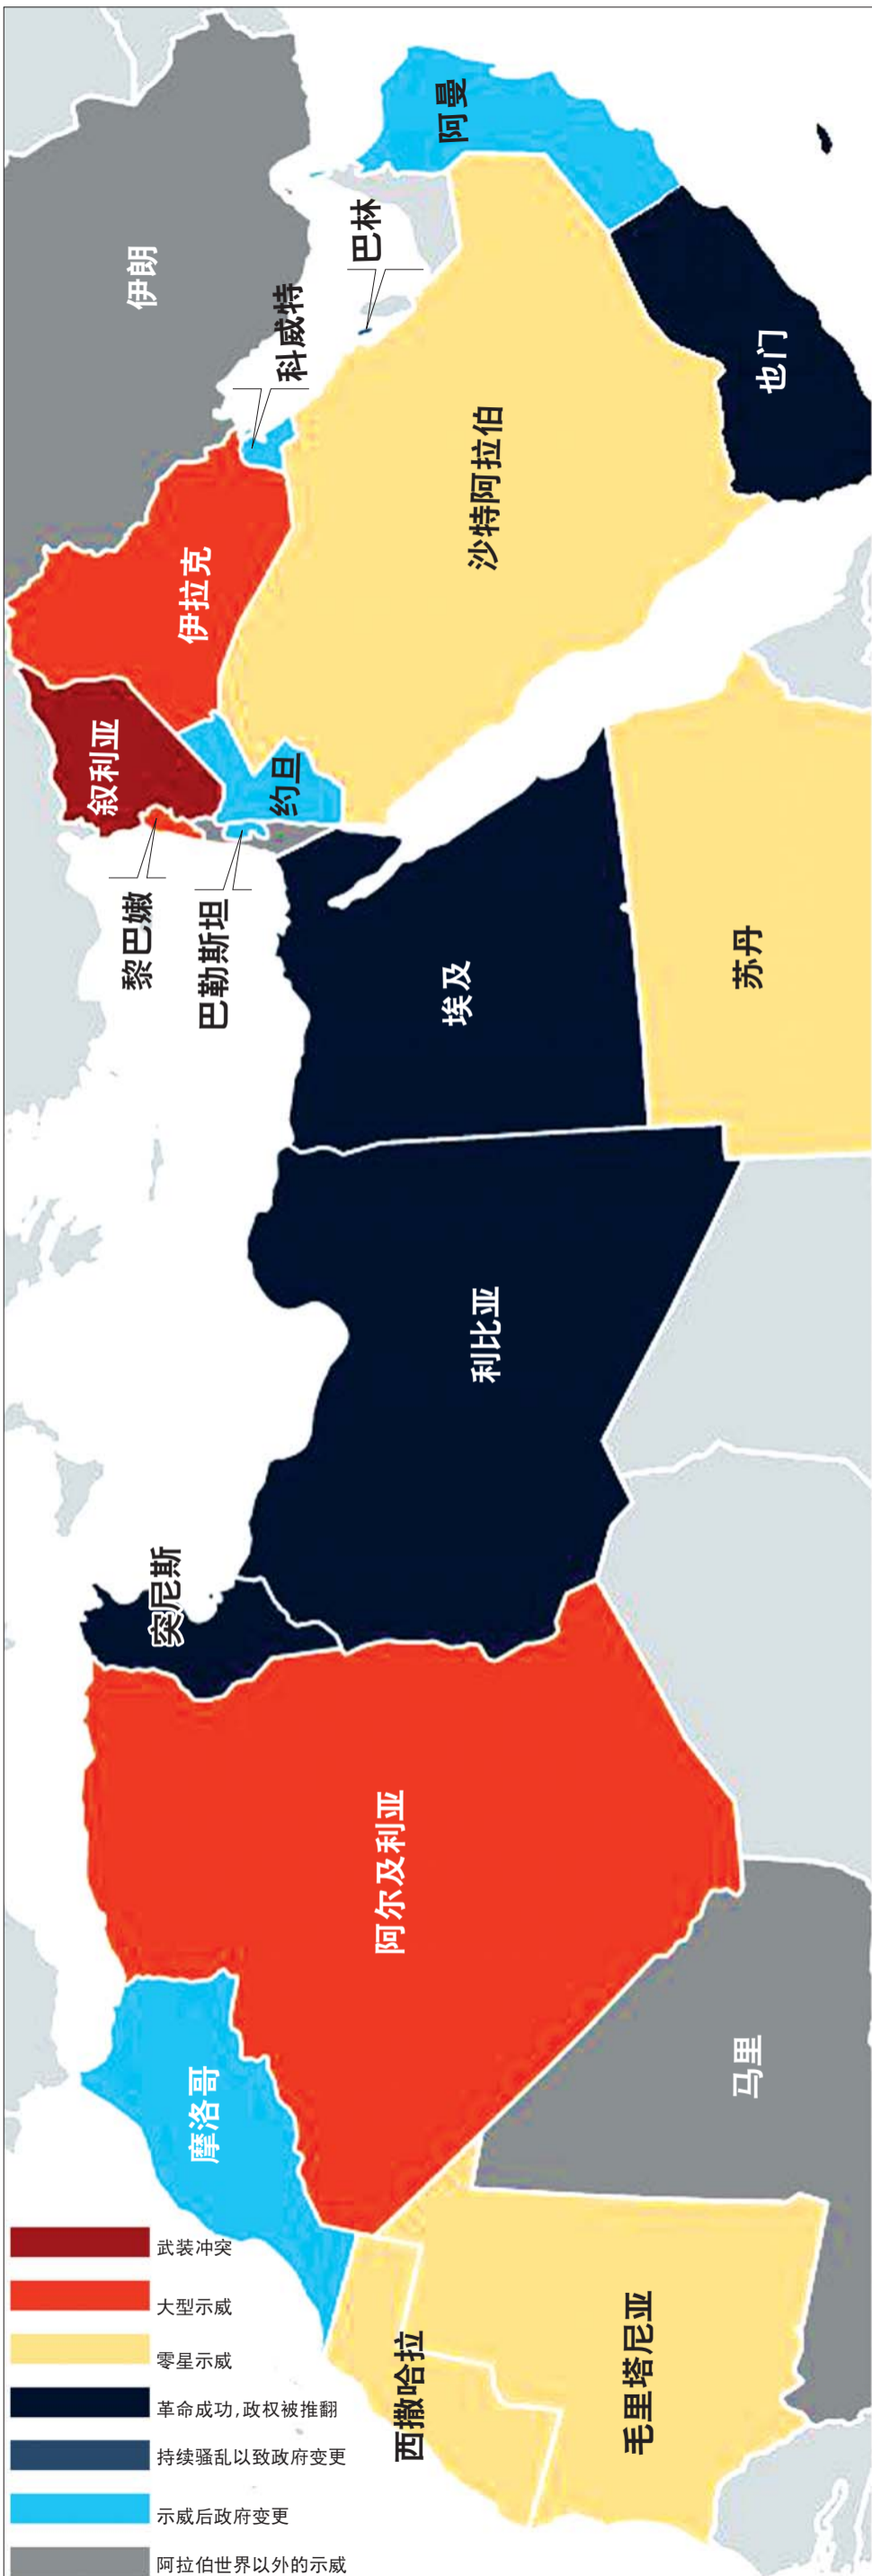 伊朗
阿曼
巴林
科威特
也门
沙特阿拉伯
伊拉克
叙利亚
约旦
黎巴嫩
巴勒斯坦
埃及
苏丹
利比亚
突尼斯
阿尔及利亚
摩洛哥
马里
西撒哈拉
毛里塔尼亚
武装冲突
大型示威
零星示威
革命成功,政权被推翻
持续骚乱以致政府变更
示威后政府变更
阿拉伯世界以外的示威